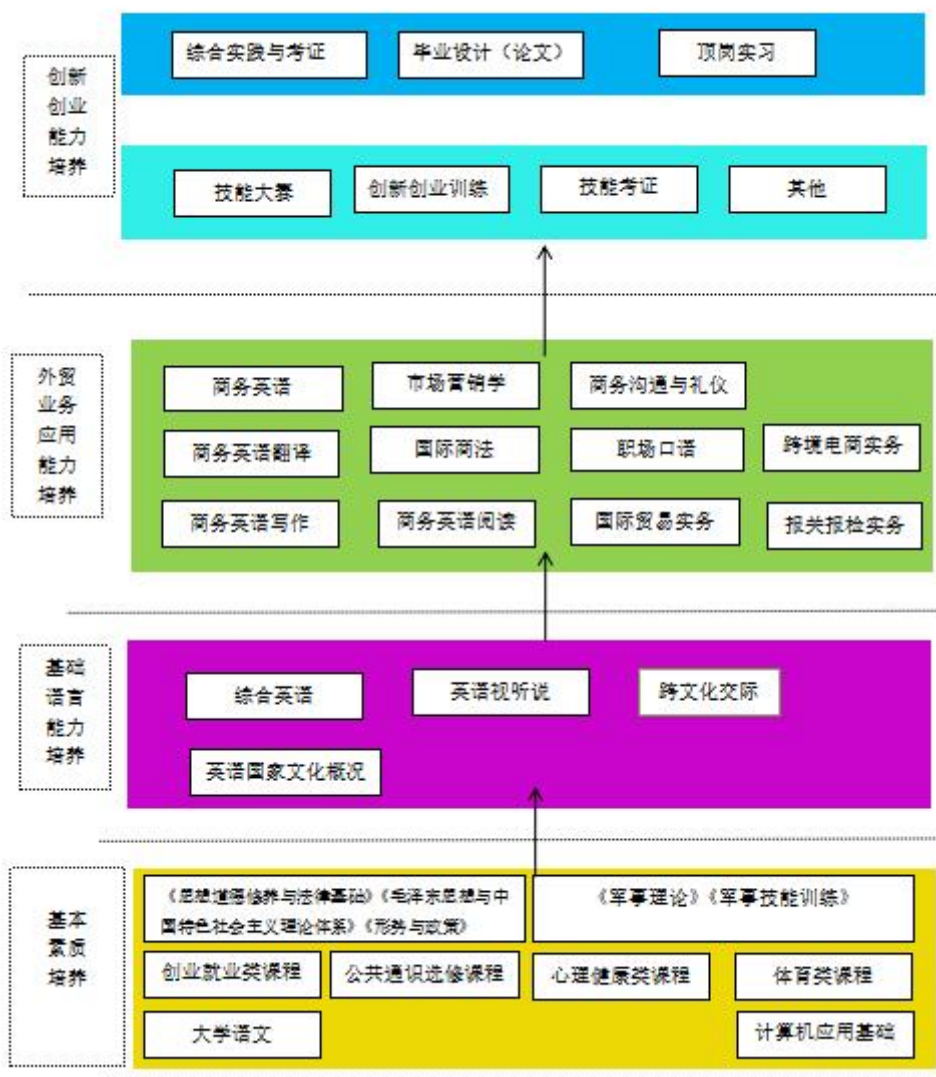 创新
创业
能力
培养
综合实践与考证
毕业设计（论文）
顶岗实习
技能大赛
创新创业训练
技能考证
其他
外贸
业务
应用
能力
培养
商务英语
市场营销学
商务沟通与礼仪
商务英语翻译
国际商法
职场口语
跨境电商实务
商务英语写作
商务英语阅读
国际贸易实务
报关报检实务
基础
语言
能力
培养
综合英语
英语视听说
跨文化交际
英语国家文化概况
基本
素质
培养
《思想道德修养与法律基础》《毛泽东思想与中
国特色社会主义理论体系》《形势与政策》
《军事理论》《军事技能训练》
创业就业类课程
公共通识选修课程
心理健康类课程
体育类课程
大学语文
计算机应用基础